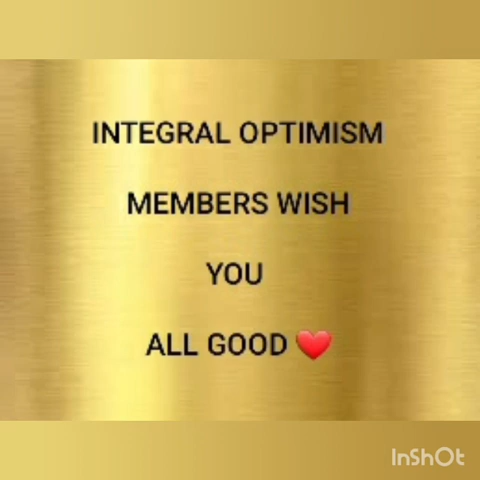 INTEGRAL OPTIMISM
MEMBERS WISH
YOU
ALL GOOD ❤️
InShOt